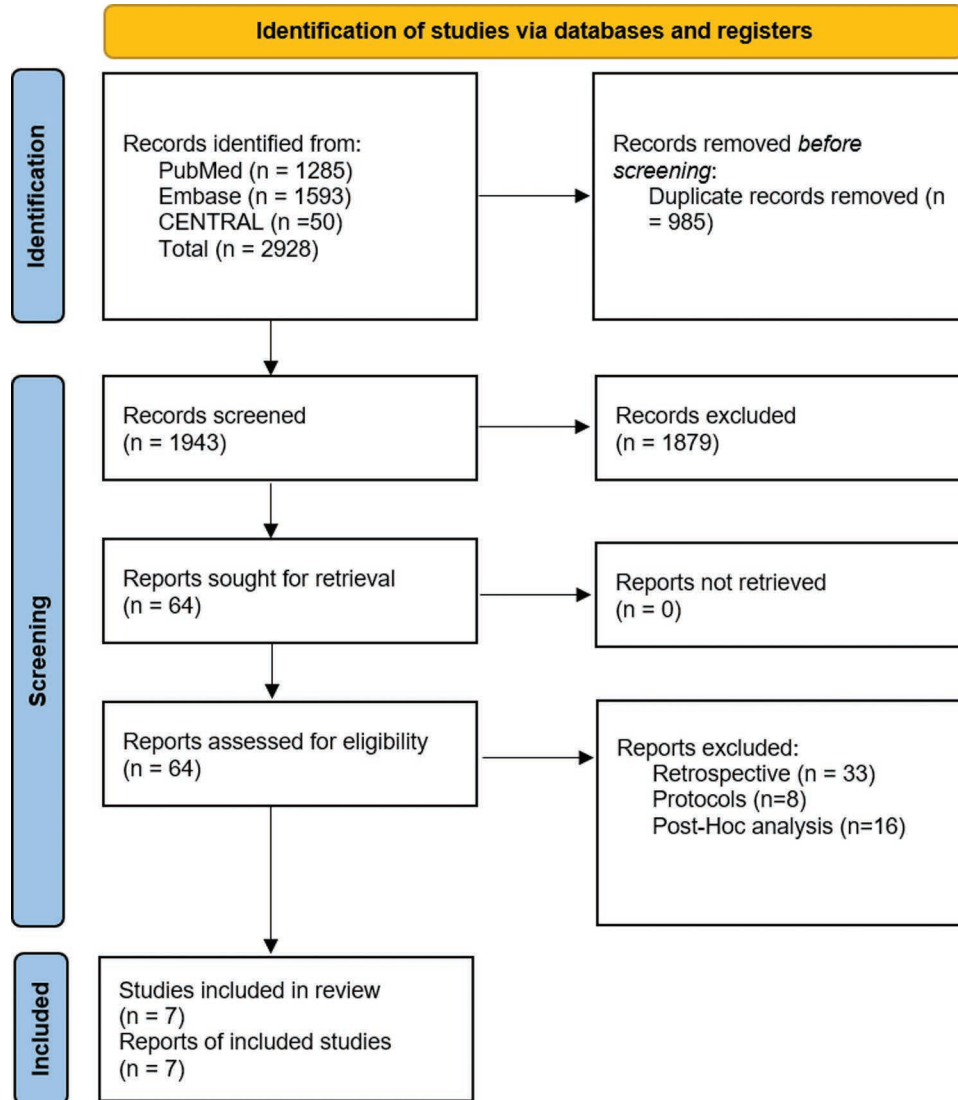 Identification of studies via databases and registers
Identification
Records identified from:
PubMed (n = 1285)
Embase (n = 1593)
CENTRAL (n =50)
Total (n = 2928)
Records removed before
screening:
Duplicate records removed (n
= 985)
Screening
Records screened
(n = 1943)
Records excluded
(n = 1879)
Reports sought for retrieval
(n = 64)
Reports not retrieved
(n = 0)
Reports assessed for eligibility
(n = 64)
Reports excluded:
Retrospective (n = 33)
Protocols (n=8)
Post-Hoc analysis (n=16)
Included
Studies included in review
(n = 7)
Reports of included studies
(n = 7)